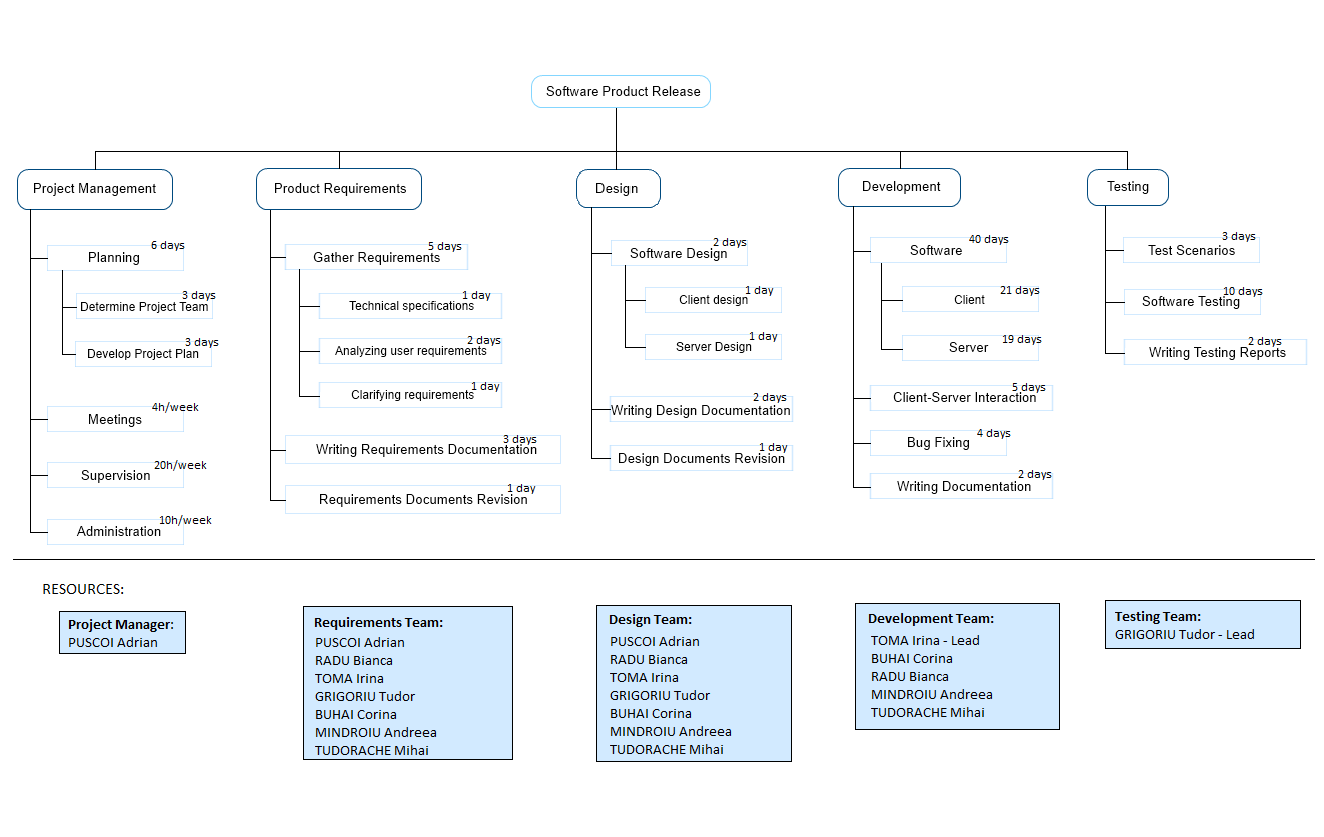 Software Product Release
Project Management
6 days
Planning
3 days
Determine Project Team
3 days
Develop Project Plan
4h/week
Meetings
20h/week
Supervision
10h/week
Administration
Product Requirements
5 days
Gather Requirements
1 day
Technical specifications
2 days
Analyzing user requirements
1 day
Clarifying requirements
3 days
Writing Requirements Documentation
1 day
Requirements Documents Revision
Design
2 days
Software Design
1 day
Client design
1 day
Server Design
2 days
Writing Design Documentation
1 day
Design Documents Revision
Development
40 days
Software
21 days
Client
19 days
Server
5 days
Client-Server Interaction
4 days
Bug Fixing
2 days
Writing Documentation
Testing
3 days
Test Scenarios
10 days
Software Testing
2 days
Writing Testing Reports
RESOURCES:
Project Manager:
PUSCOI Adrian
Requirements Team:
PUSCOI Adrian
RADU Bianca
TOMA Irina
GRIGORIU Tudor
BUHAI Corina
MINDROIU Andreea
TUDORACHE Mihai
Design Team:
PUSCOI Adrian
RADU Bianca
TOMA Irina
GRIGORIU Tudor
BUHAI Corina
MINDROIU Andreea
TUDORACHE Mihai
Development Team:
TOMA Irina - Lead
BUHAI Corina
RADU Bianca
MINDROIU Andreea
TUDORACHE Mihai
Testing Team:
GRIGORIU Tudor - Lead